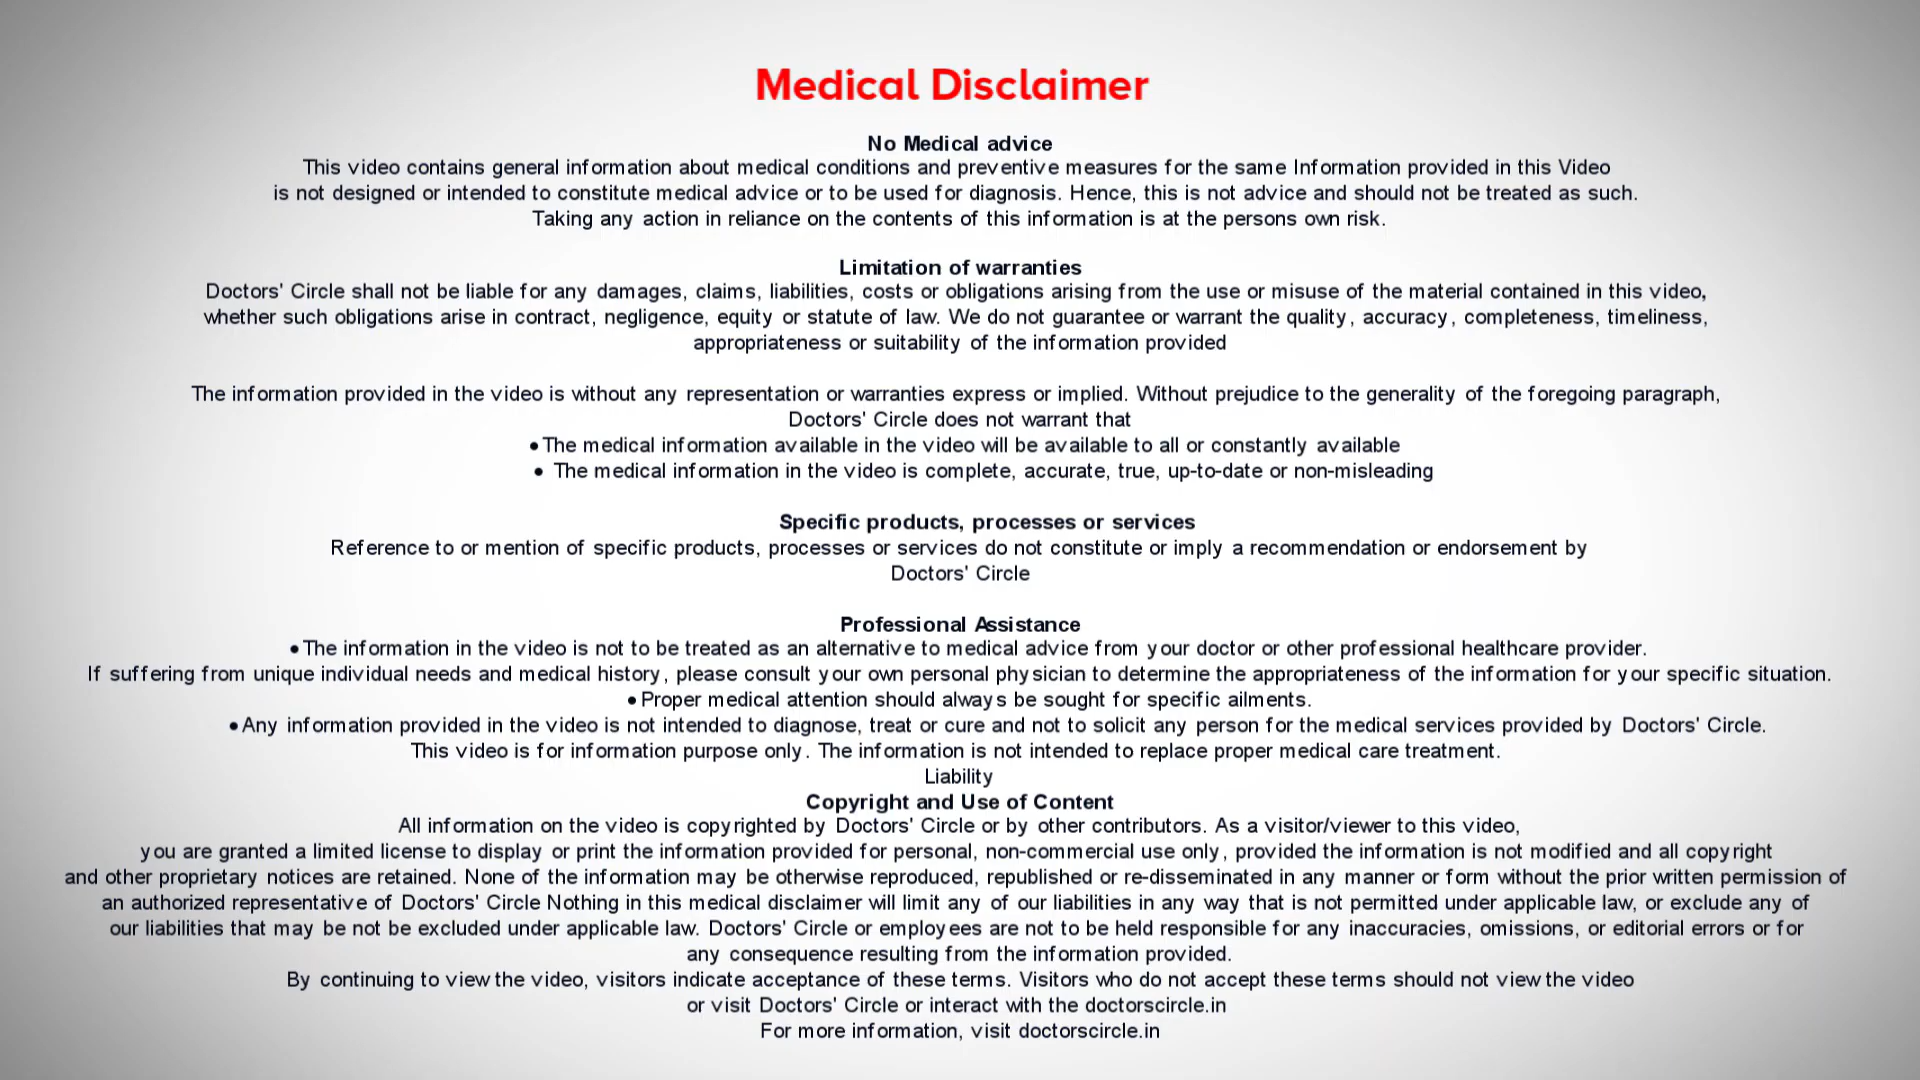 Medical Disclaimer
No Medical advice
This video contains general information about medical conditions and preventive measures for the same Information provided in this Video
is not designed or intended to constitute medical advice or to be used for diagnosis. Hence, this is not advice and should not be treated as such.
Taking any action in reliance on the contents of this information is at the persons own risk.
Limitation of warranties
Doctors' Circle shall not be liable for any damages, claims, liabilities, costs or obligations arising from the use or misuse of the material contained in this video,
whether such obligations arise in contract, negligence, equity or statute of law. We do not guarantee or warrant the quality, accuracy, completeness, timeliness,
appropriateness or suitability of the information provided
The information provided in the video is without any representation or warranties express or implied. Without prejudice to the generality of the foregoing paragraph,
Doctors' Circle does not warrant that
• The medical information available in the video will be available to all or constantly available
• The medical information in the video is complete, accurate, true, up-to-date or non-misleading
Specific products, processes or services
Reference to or mention of specific products, processes or services do not constitute or imply a recommendation or endorsement by
Doctors' Circle
Professional Assistance
• The information in the video is not to be treated as an alternative to medical advice from your doctor or other professional healthcare provider.
If suffering from unique individual needs and medical history, please consult your own personal physician to determine the appropriateness of the information for your specific situation.
• Proper medical attention should always be sought for specific ailments.
• Any information provided in the video is not intended to diagnose, treat or cure and not to solicit any person for the medical services provided by Doctors' Circle.
This video is for information purpose only. The information is not intended to replace proper medical care treatment.
Liability
Copyright and Use of Content
All information on the video is copyrighted by Doctors' Circle or by other contributors. As a visitor/viewer to this video,
you are granted a limited license to display or print the information provided for personal, non-commercial use only, provided the information is not modified and all copyright
and other proprietary notices are retained. None of the information may be otherwise reproduced, republished or re-disseminated in any manner or form without the prior written permission of
an authorized representative of Doctors' Circle Nothing in this medical disclaimer will limit any of our liabilities in any way that is not permitted under applicable law, or exclude any of
our liabilities that may be not be excluded under applicable law. Doctors' Circle or employees are not to be held responsible for any inaccuracies, omissions, or editorial errors or for
any consequence resulting from the information provided.
By continuing to view the video, visitors indicate acceptance of these terms. Visitors who do not accept these terms should not view the video
or visit Doctors' Circle or interact with the doctorscircle.in
For more information, visit doctorscircle.in